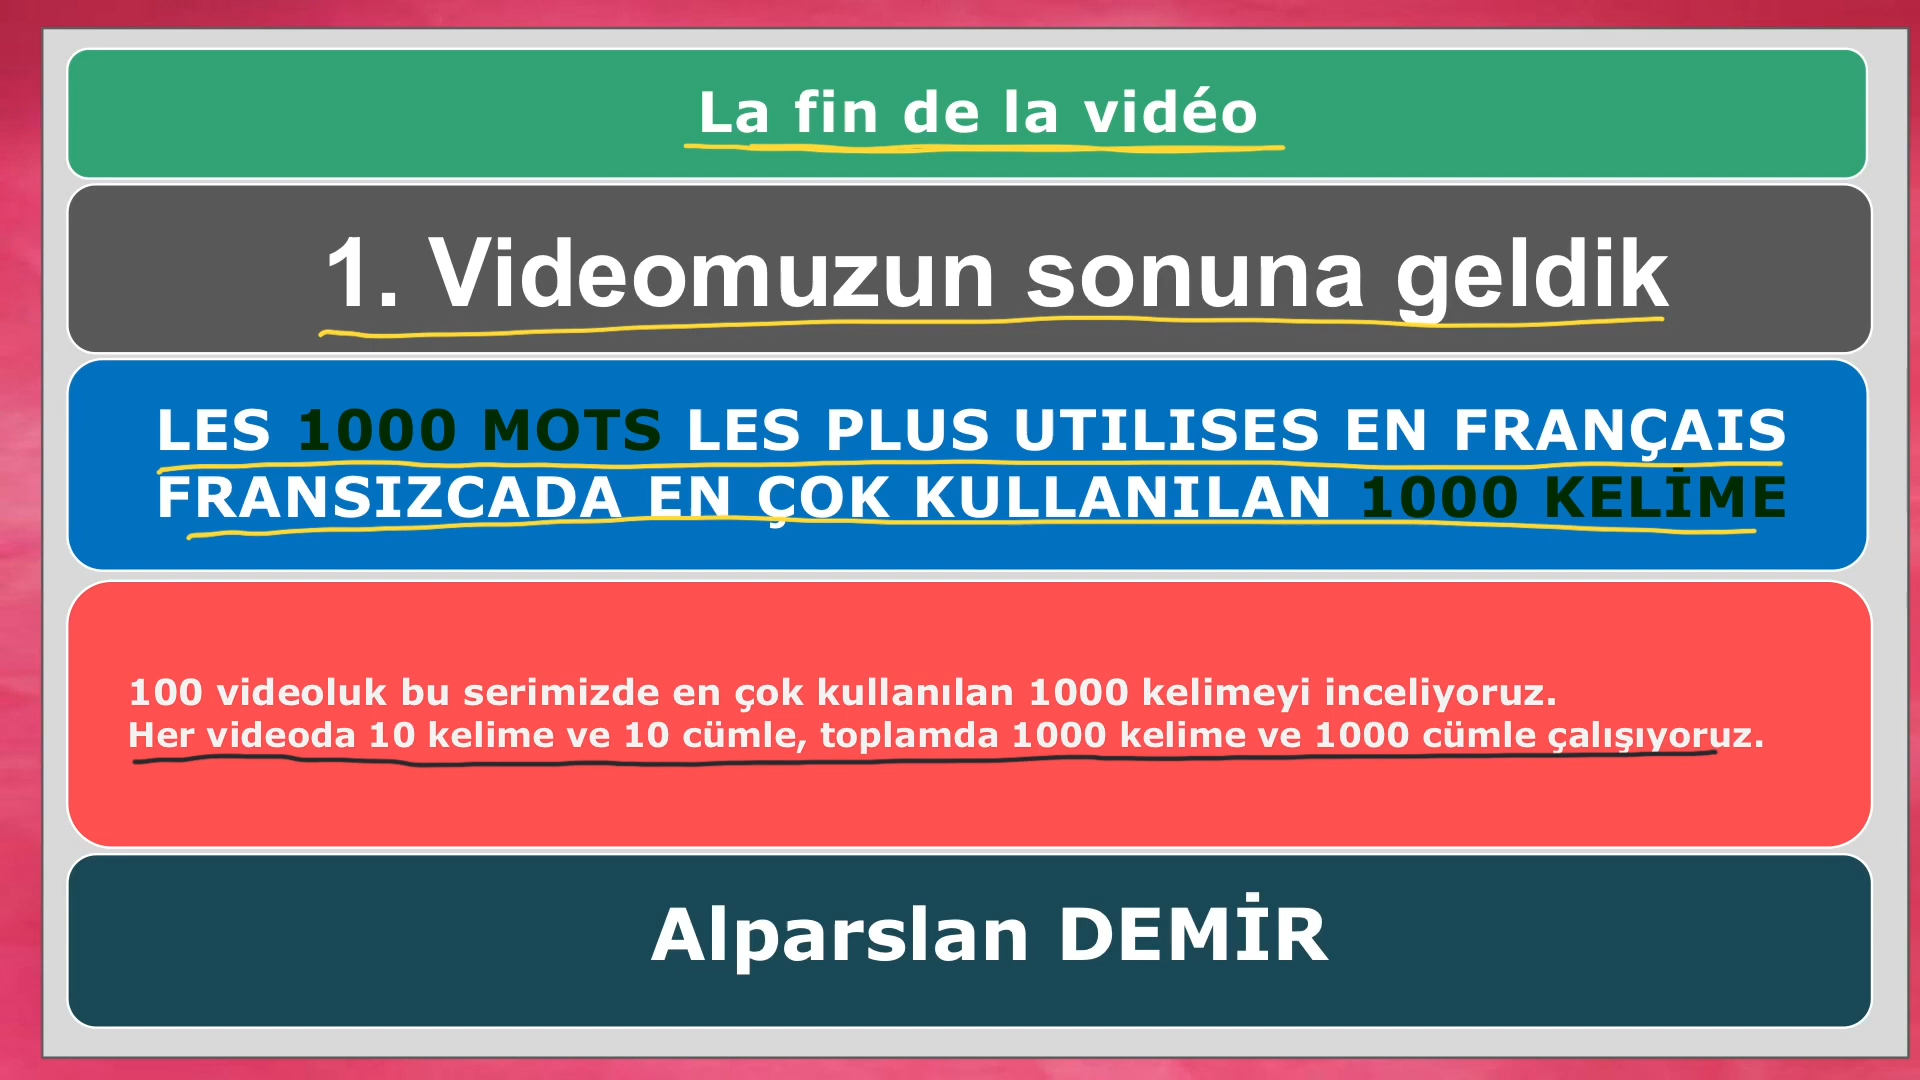 La fin de la vidéo
1. Videomuzun sonuna geldik
LES 1000 MOTS LES PLUS UTILISES EN FRANÇAIS
FRANSIZCADA EN ÇOK KULLANILAN 1000 KELİME
100 videoluk bu serimizde en çok kullanılan 1000 kelimeyi inceliyoruz.
Her videoda 10 kelime ve 10 cümle, toplamda 1000 kelime ve 1000 cümle çalışıyoruz.
Alparslan DEMİR